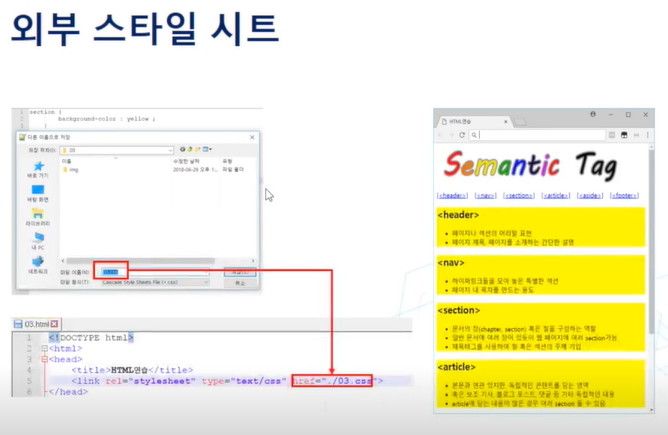 외부 스타일 시트
1 section {
2 background-color : yellow ;
3 }
다른 이름으로 저장
저장 위치(I):
03
이름
수정한 날짜
유형
img
2018-08-29 오후 1...
파일 폴더
바로 가기
바탕 화면
라이브러리
내 PC
네트워크
파일 이름(N):
파일 형식(T):
Cascade Style Sheets File (*.css)
취소
03.html
1 <!DOCTYPE html>
2 <html>
3 <head>
4 <title>HTML연습</title>
5 <link rel="stylesheet" type="text/css" href="./03.css">
6 </head>
HTML연습
Semantic Tag
[<header>] [<nav>] [<section>] [<article>] [<aside>] [<footer>]
<header>
페이지나 섹션의 머리말 표현
페이지 제목, 페이지를 소개하는 간단한 설명
<nav>
하이퍼링크들을 모아 놓은 특별한 섹션
페이지 내 목차를 만드는 용도
<section>
문서의 장(chapter, section) 혹은 절을 구성하는 역할
일반 문서에 여러 장이 있듯이 웹 페이지에 여러 section가능
헤딩태그를 사용하여 절 혹은 섹션의 주제 기입
<article>
본문과 연관 있지만, 독립적인 콘텐트를 담는 영역
혹은 보조 기사, 블로그 포스트, 댓글 등 기타 독립적인 내용
article에 담는 내용이 많은 경우 여러 section 둘 수 있음